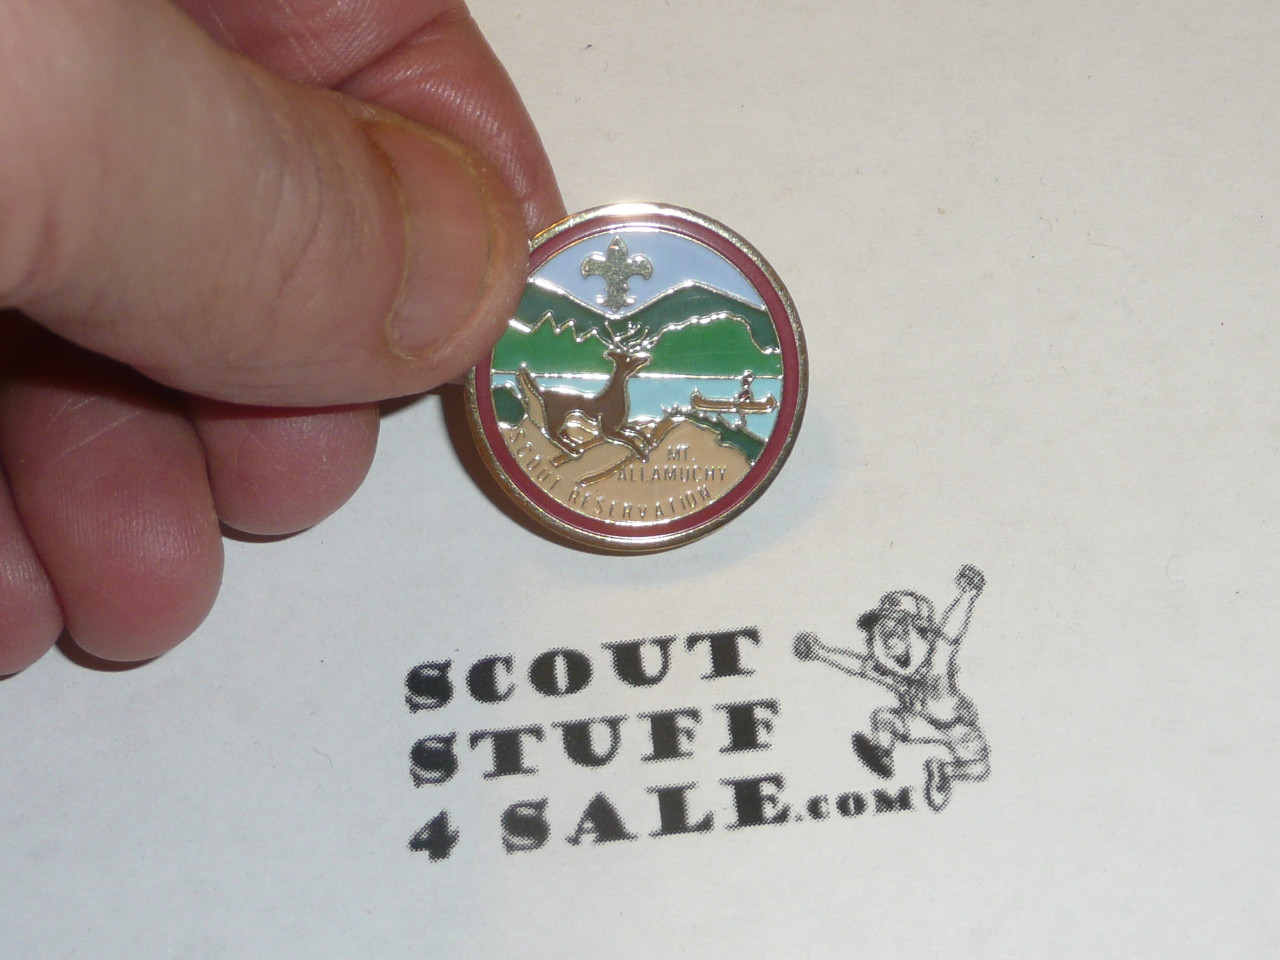 MT.
ALLAMUCHY
SCOUT RESERVATION
SCOUT
STUFF
4 SALE.COM